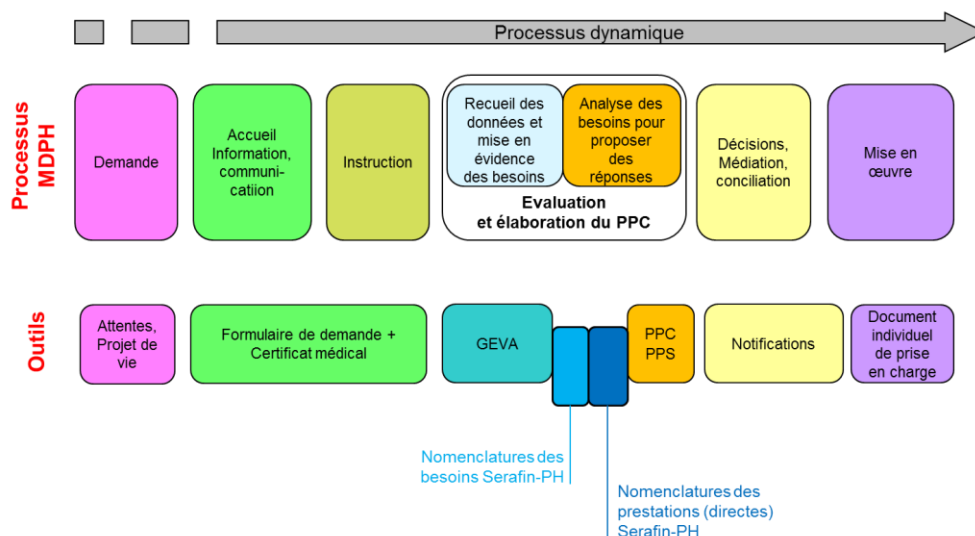 Processus dynamique
Processus
MDPH
Demande
Accueil
Information,
communi-
catiion
Instruction
Recueil des
données et
mise en
évidence
des besoins
Analyse des
besoins pour
proposer
des
réponses
Evaluation
et élaboration du PPC
Décisions,
Médiation,
conciliation
Mise en
œuvre
Outils
Attentes,
Projet de
vie
Formulaire de demande +
Certificat médical
GEVA
PPC
PPS
Notifications
Document
individuel
de prise
en charge
Nomenclatures des
besoins Serafin-PH
Nomenclatures des
prestations (directes)
Serafin-PH